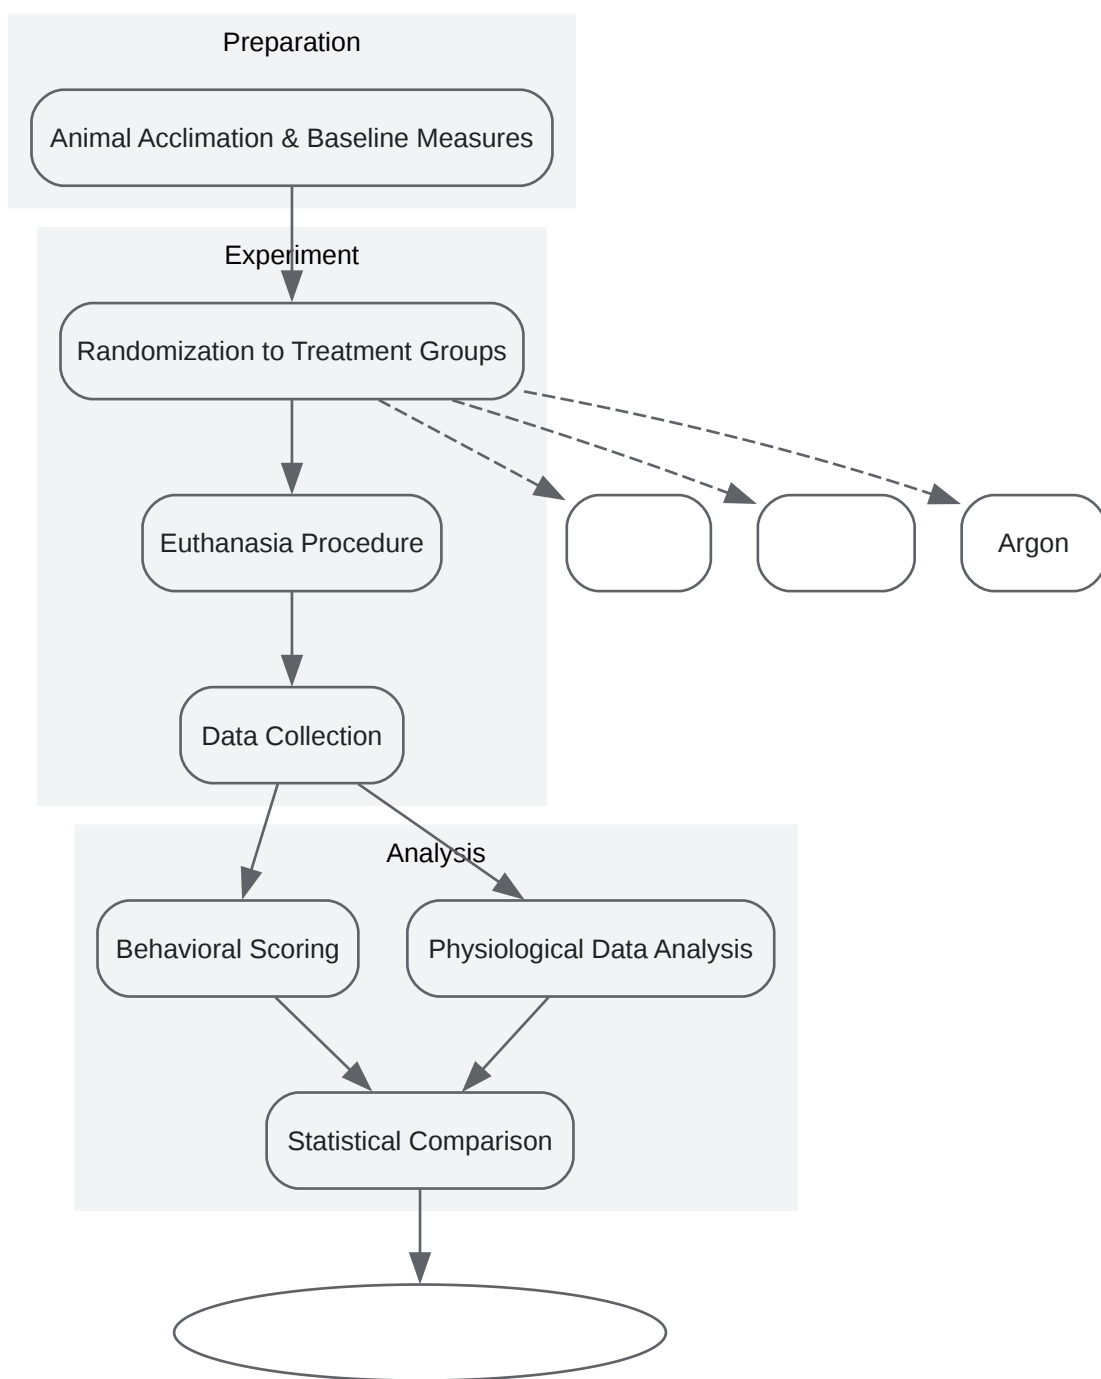 Preparation
Animal Acclimation & Baseline Measures
Experiment
Randomization to Treatment Groups
Euthanasia Procedure
Argon
Data Collection
Analysis
Behavioral Scoring
Physiological Data Analysis
Statistical Comparison